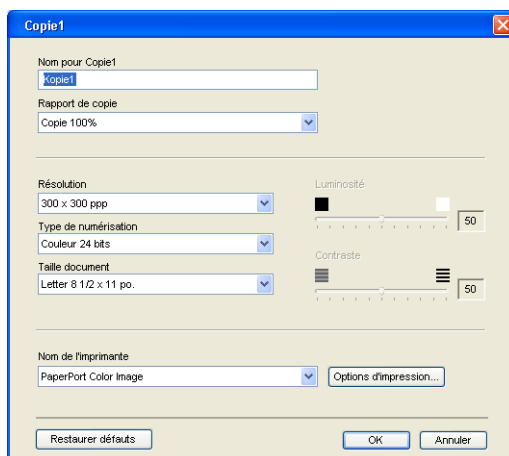 Copie1
Nom pour Copie1
Kopie1
Rapport de copie
Copie 100%
Résolution
300 x 300 ppp
Type de numérisation
Couleur 24 bits
Taille document
Letter 8 1/2 x 11 po.
Luminosité
50
Contraste
50
Nom de l'imprimante
PaperPort Color Image
Options d'impression...
Restaurer défauts
OK
Annuler